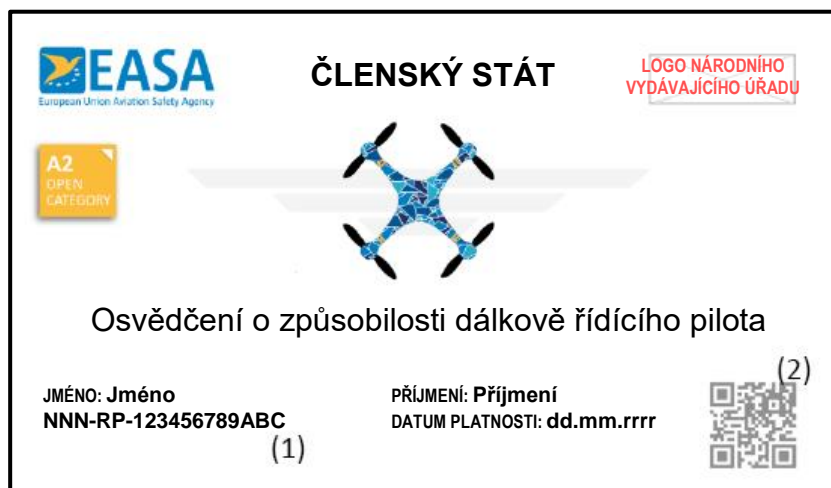 EASA
European Union Aviation Safety Agency
ČLENSKÝ STÁT
LOGO NÁRODNÍHO
VYDÁVAJÍCÍHO ÚŘADU
A2
OPEN
CATEGORY
Osvědčení o způsobilosti dálkově řídícího pilota
JMÉNO: Jméno
NNN-RP-123456789ABC
(1)
PŘÍJMENÍ: Příjmení
DATUM PLATNOSTI: dd.mm.rrrr
(2)